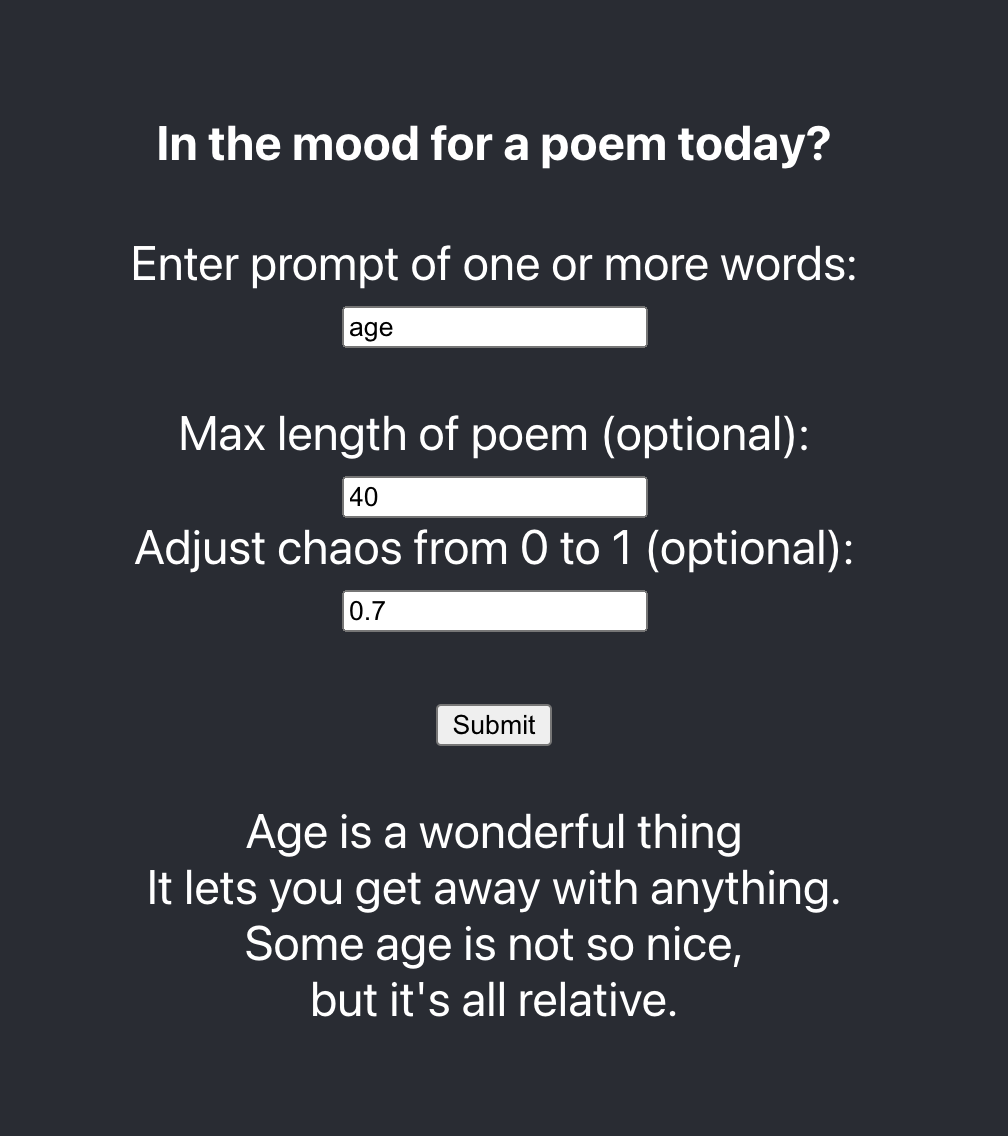 In the mood for a poem today?
Enter prompt of one or more words:
age
Max length of poem (optional):
40
Adjust chaos from 0 to 1 (optional):
0.7
Submit
Age is a wonderful thing
It lets you get away with anything.
Some age is not so nice,
but it's all relative.